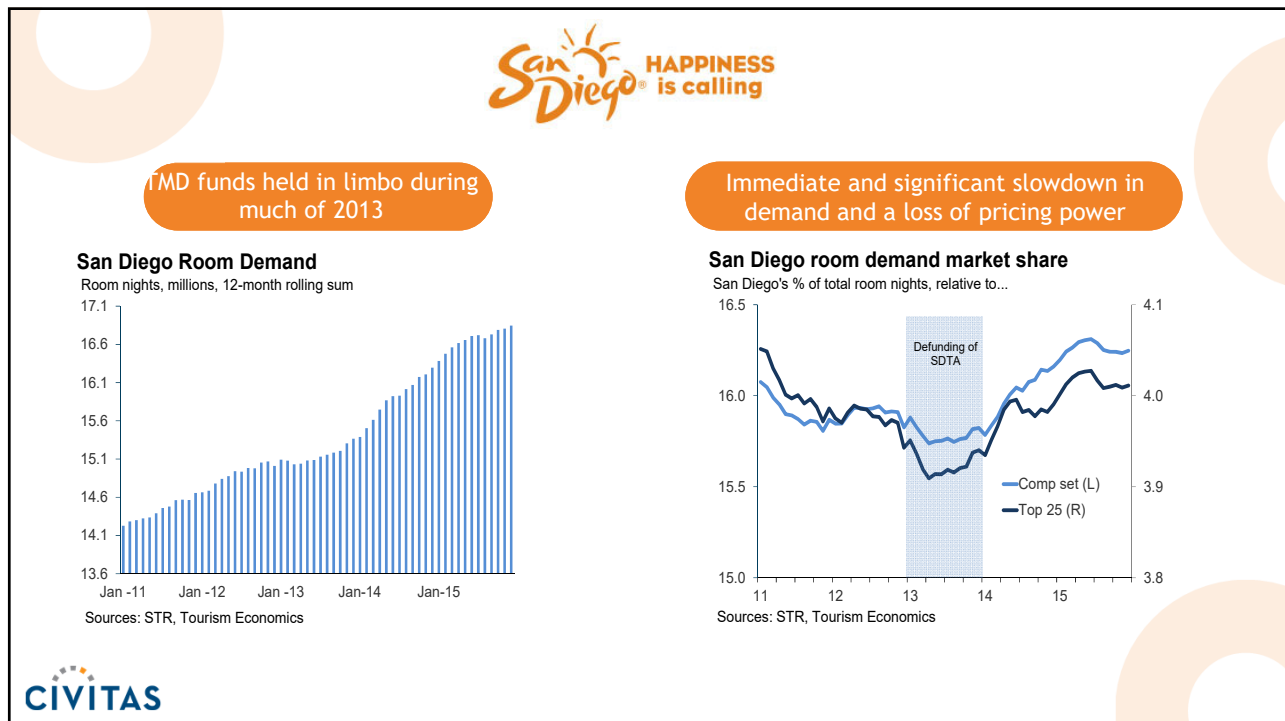 San Diego® HAPPINESS
is calling
TMD funds held in limbo during
much of 2013
San Diego Room Demand
Room nights, millions, 12-month rolling sum
17.1
16.6
16.1
15.6
15.1
14.6
14.1
13.6
Jan -11 Jan -12 Jan -13 Jan-14 Jan-15
Sources: STR, Tourism Economics
Immediate and significant slowdown in
demand and a loss of pricing power
San Diego room demand market share
San Diego's % of total room nights, relative to...
16.5 4.1
Defunding of
SDTA
16.0 4.0
15.5 3.9
Comp set (L)
Top 25 (R)
15.0 3.8
11 12 13 14 15
Sources: STR, Tourism Economics
CIVITAS